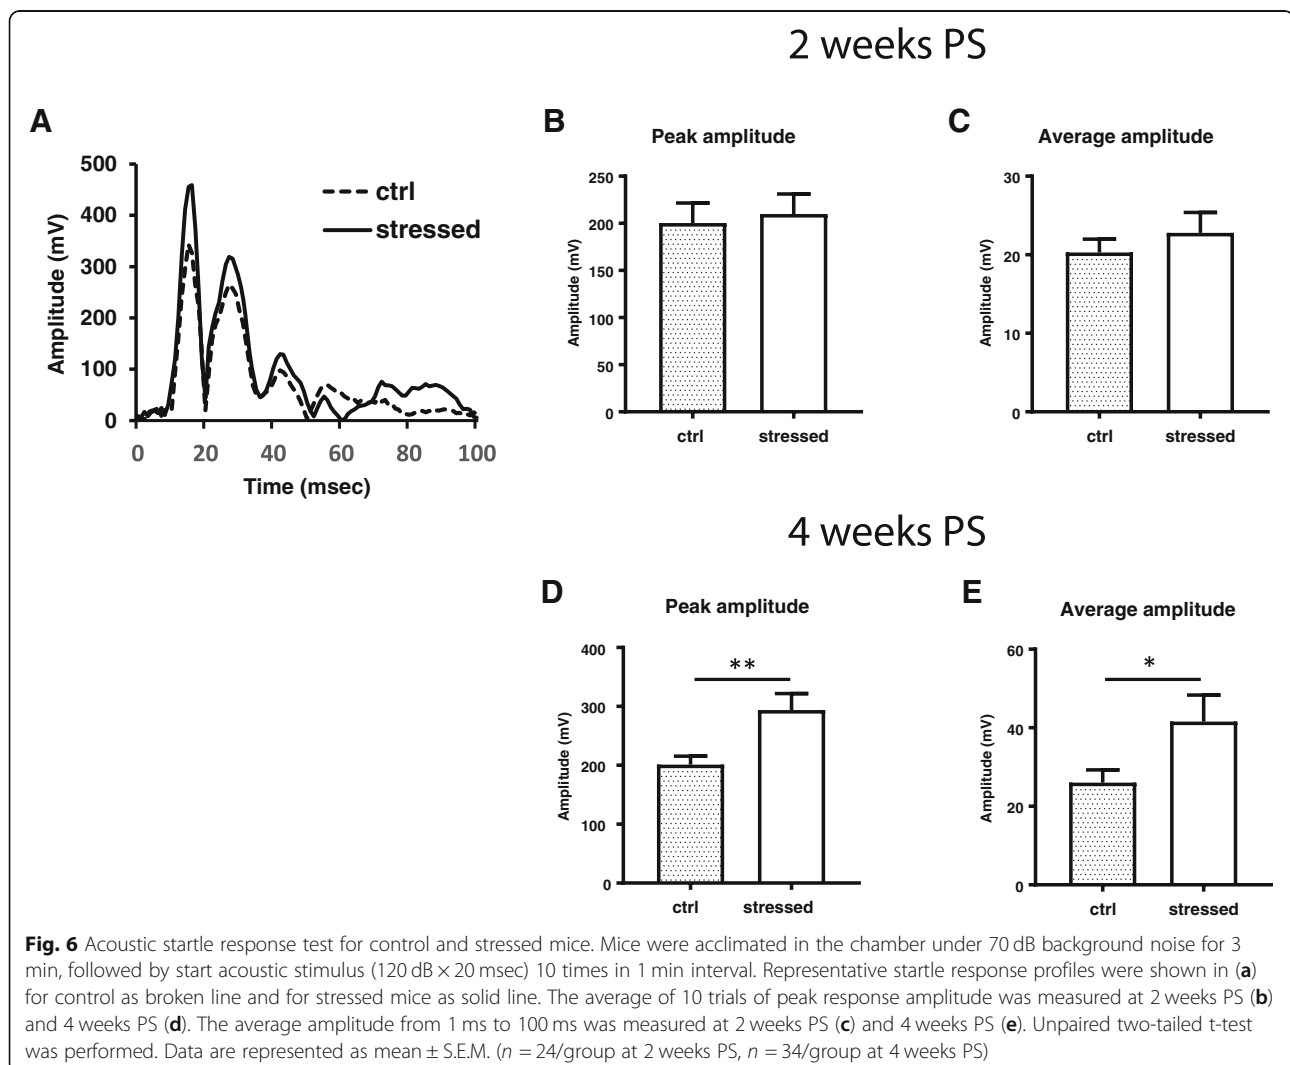 2 weeks PS
A
500
400
300
200
100
0
Amplitude (mV)
ctrl
stressed
0 20 40 60 80 100
Time (msec)
B
Peak amplitude
250
200
150
100
50
0
Amplitude (mV)
ctrl stressed
C
Average amplitude
30
20
10
0
Amplitude (mV)
ctrl stressed
4 weeks PS
D
Peak amplitude
400
300
200
100
0
Amplitude (mV)
**
ctrl stressed
E
Average amplitude
60
40
20
0
Amplitude (mV)
*
ctrl stressed
Fig. 6 Acoustic startle response test for control and stressed mice. Mice were acclimated in the chamber under 70 dB background noise for 3
min, followed by start acoustic stimulus (120 dB × 20 msec) 10 times in 1 min interval. Representative startle response profiles were shown in (a)
for control as broken line and for stressed mice as solid line. The average of 10 trials of peak response amplitude was measured at 2 weeks PS (b)
and 4 weeks PS (d). The average amplitude from 1 ms to 100 ms was measured at 2 weeks PS (c) and 4 weeks PS (e). Unpaired two-tailed t-test
was performed. Data are represented as mean ± S.E.M. (n = 24/group at 2 weeks PS, n = 34/group at 4 weeks PS)